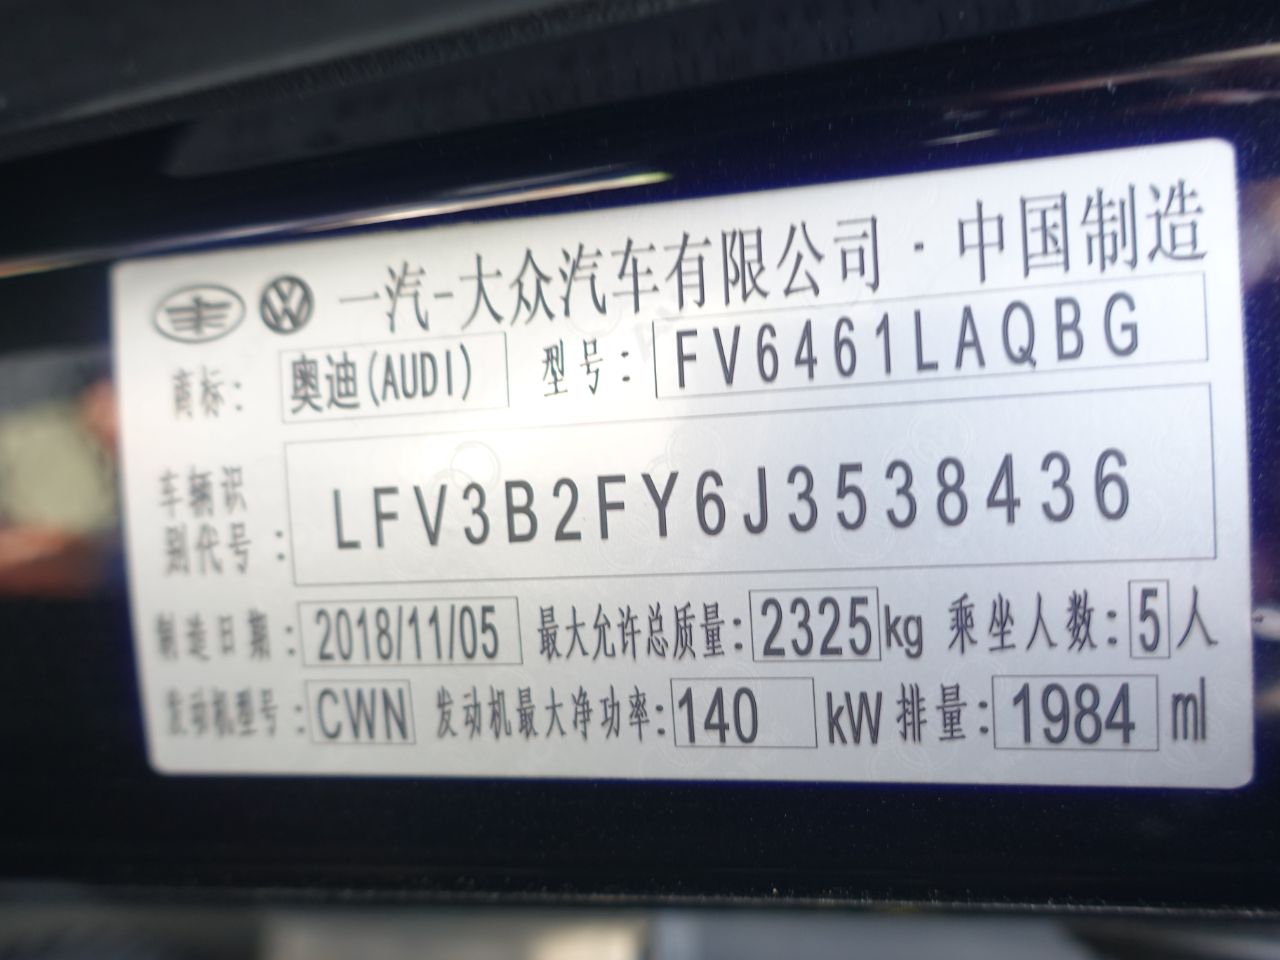 一汽-大众汽车有限公司·中国制造
商标: 奥迪(AUDI) 型号: FV6461LAQBG
车辆识别代号: LFV3B2FY6J3538436
制造日期: 2018/11/05 最大允许总质量: 2325 kg 乘坐人数: 5 人
发动机型号: CWN 发动机最大净功率: 140 kW 排量: 1984 ml